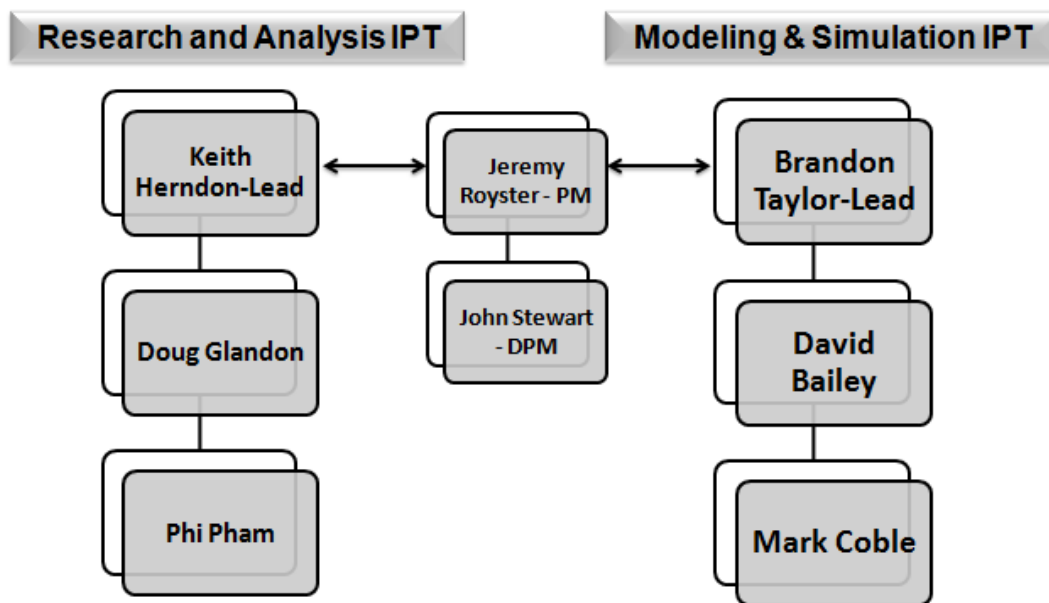 Research and Analysis IPT
Modeling & Simulation IPT
Keith
Herndon-Lead
Jeremy
Royster - PM
Brandon
Taylor-Lead
Doug Glandon
John Stewart
- DPM
David
Bailey
Phi Pham
Mark Coble